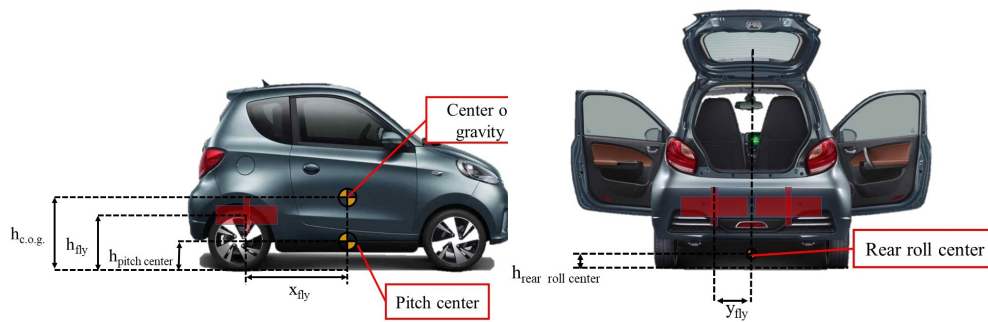 Center o
gravity
h_c.o.g.
h_fly
h_pitch center
x_fly
Pitch center
Rear roll center
h_rear roll center
y_fly